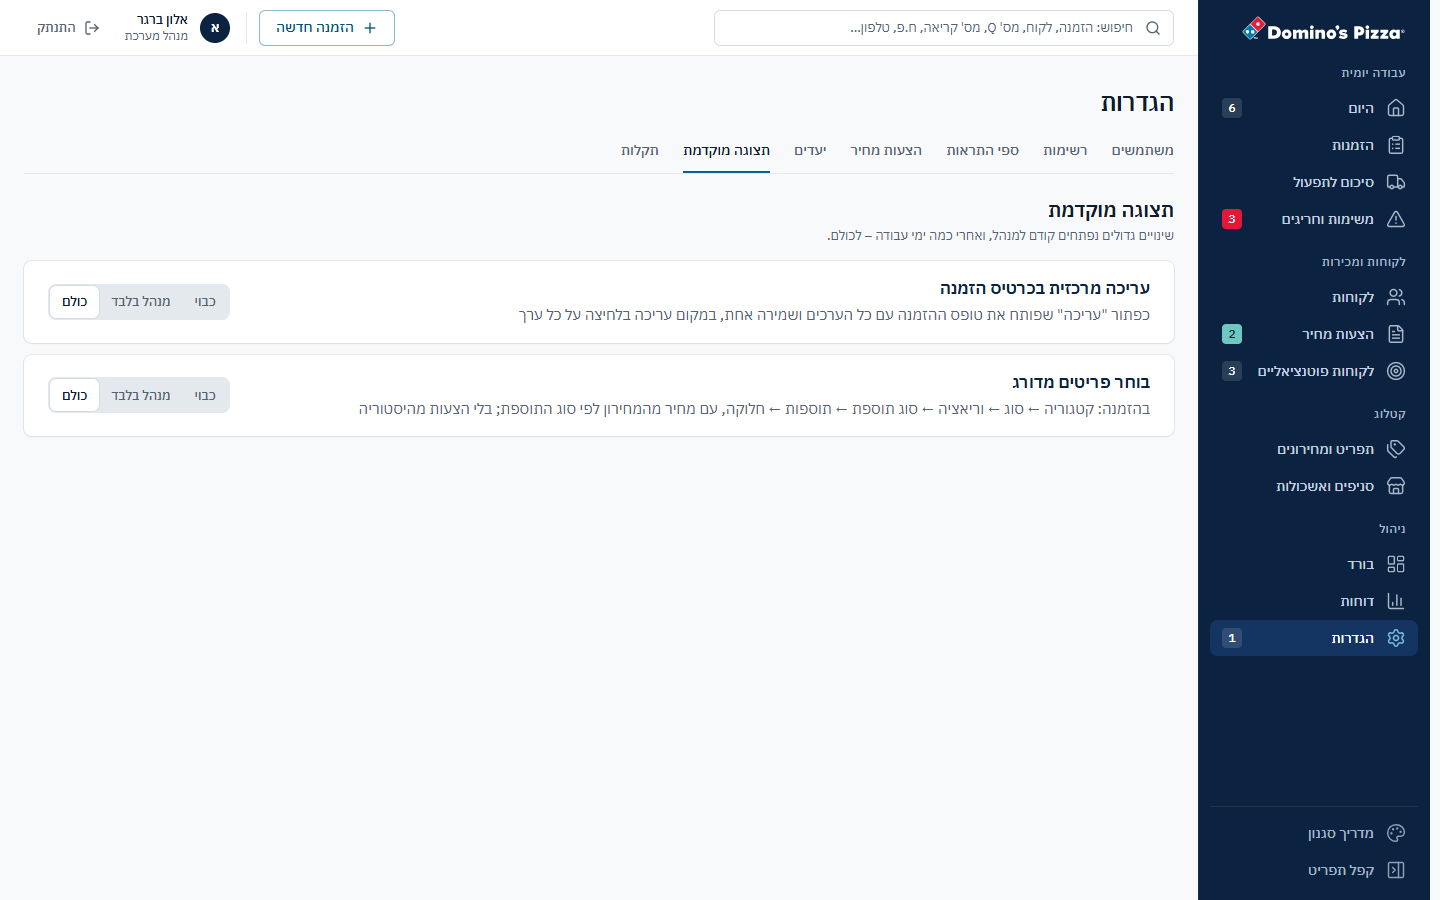 Domino's Pizza
עבודה יומית
היום 6
הזמנות
סיכום לתפעול
משימות וחריגים 3
לקוחות ומכירות
לקוחות
הצעות מחיר 2
לקוחות פוטנציאליים 3
קטלוג
תפריט ומחירונים
סניפים ואשכולות
ניהול
בורד
דוחות
הגדרות 1
מדריך סגנון
קפל תפריט
חיפוש: הזמנה, לקוח, מס' Q, מס' קריאה, ח.פ, טלפון...
הזמנה חדשה
א
אלון ברגר
מנהל מערכת
התנתק
הגדרות
משתמשים רשימות ספי התראות הצעות מחיר יעדים תצוגה מוקדמת תקלות
תצוגה מוקדמת
שינויים גדולים נפתחים קודם למנהל, ואחרי כמה ימי עבודה – לכולם.
עריכה מרכזית בכרטיס הזמנה
כפתור "עריכה" שפותח את טופס ההזמנה עם כל הערכים ושמירה אחת, במקום עריכה בלחיצה על כל ערך
כבוי מנהל בלבד כולם
בוחר פריטים מדורג
בהזמנה: קטגוריה ← סוג ← וריאציה ← סוג תוספת ← תוספות ← חלוקה, עם מחיר מהמחירון לפי סוג התוספת; בלי הצעות מהיסטוריה
כבוי מנהל בלבד כולם